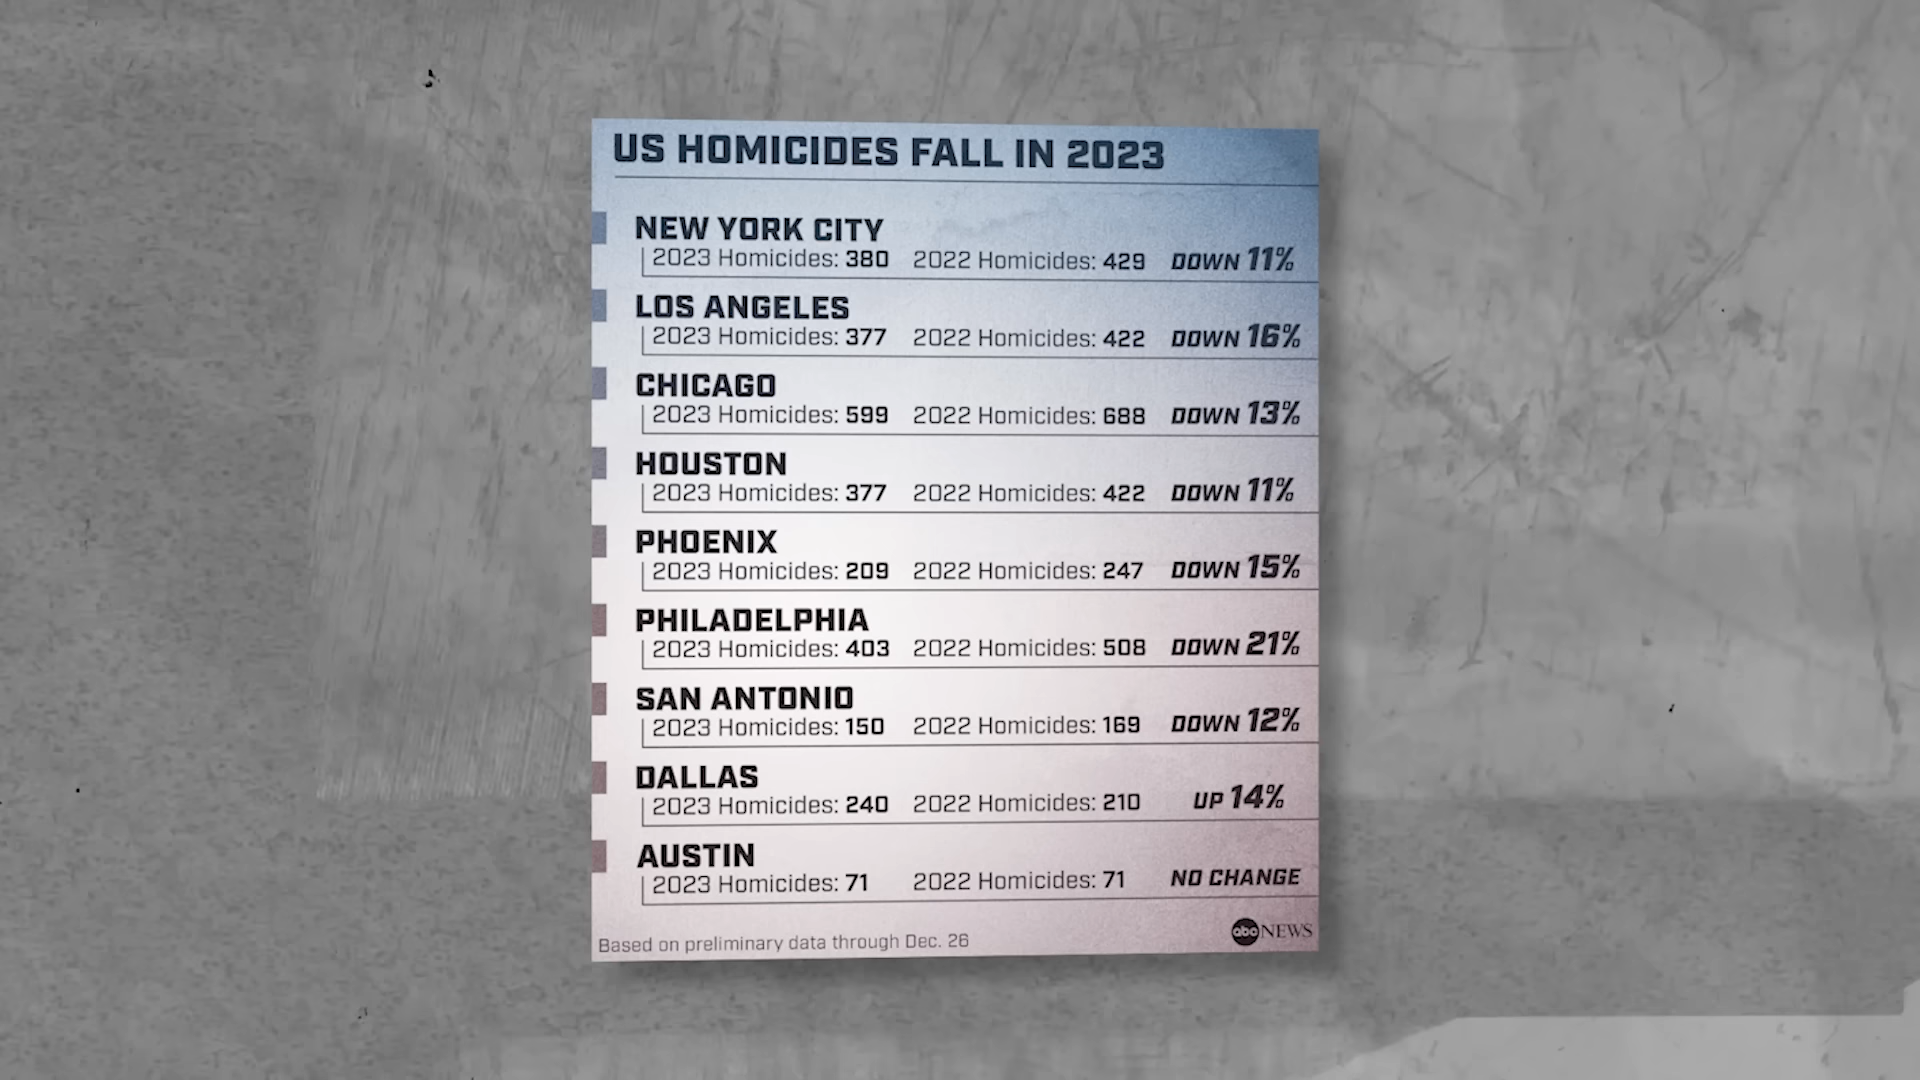 US HOMICIDES FALL IN 2023
NEW YORK CITY
2023 Homicides: 380 2022 Homicides: 429 DOWN 11%
LOS ANGELES
2023 Homicides: 377 2022 Homicides: 422 DOWN 16%
CHICAGO
2023 Homicides: 599 2022 Homicides: 688 DOWN 13%
HOUSTON
2023 Homicides: 377 2022 Homicides: 422 DOWN 11%
PHOENIX
2023 Homicides: 209 2022 Homicides: 247 DOWN 15%
PHILADELPHIA
2023 Homicides: 403 2022 Homicides: 508 DOWN 21%
SAN ANTONIO
2023 Homicides: 150 2022 Homicides: 169 DOWN 12%
DALLAS
2023 Homicides: 240 2022 Homicides: 210 UP 14%
AUSTIN
2023 Homicides: 71 2022 Homicides: 71 NO CHANGE
abc NEWS
Based on preliminary data through Dec. 26